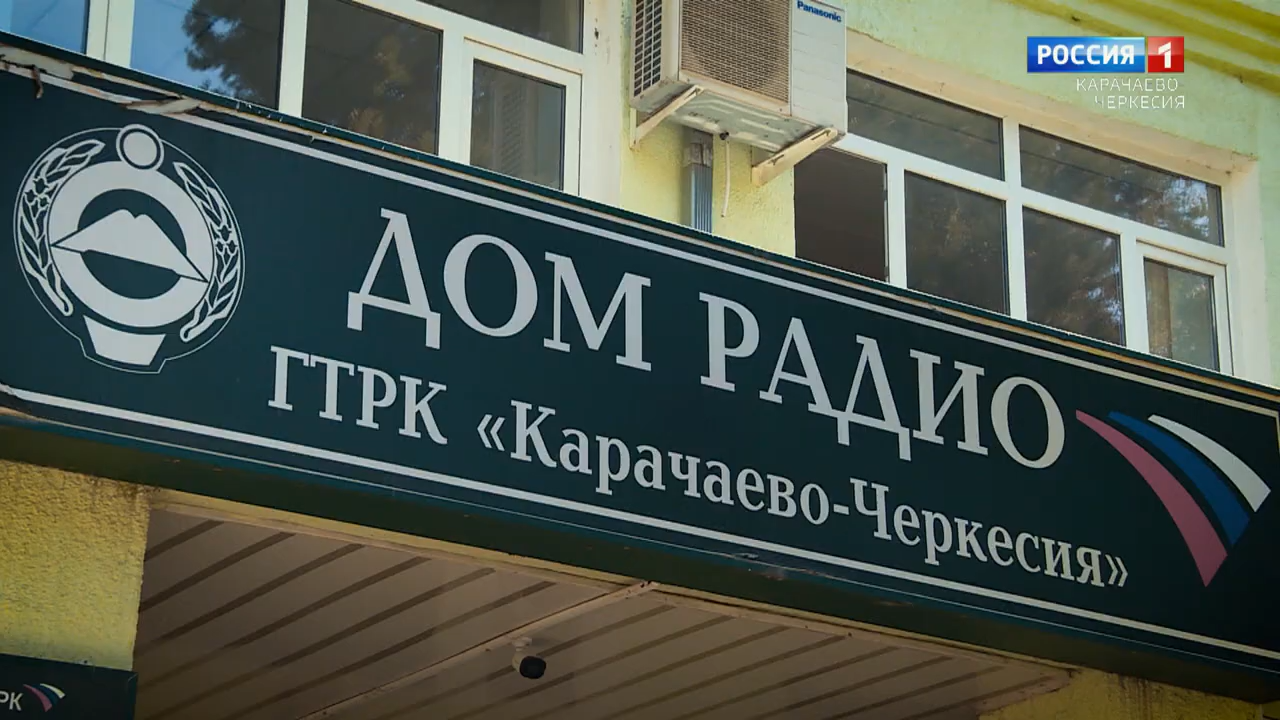 Panasonic
РОССИЯ 1
КАРАЧАЕВО-
ЧЕРКЕСИЯ
ДОМ РАДИО
ГТРК «Карачаево-Черкесия»
РК